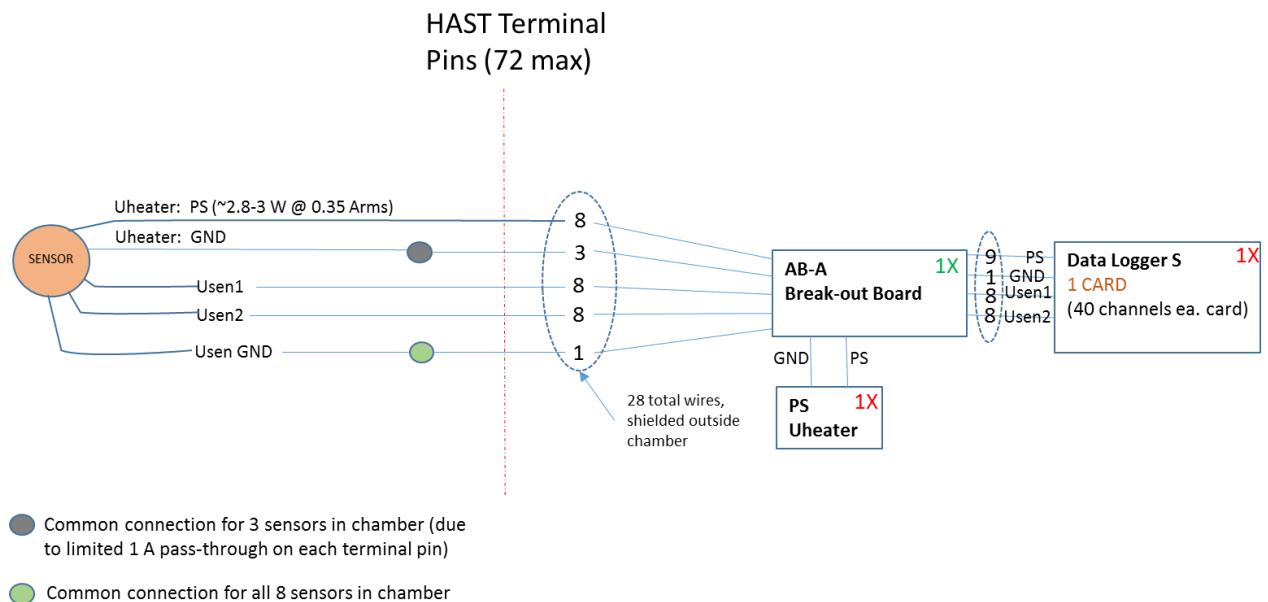 HAST Terminal
Pins (72 max)
Uheater:  PS (~2.8-3 W @ 0.35 Arms)
8
Uheater:  GND
3
SENSOR
Usen1
8
Usen2
8
Usen GND
1
28 total wires,
shielded outside
chamber
AB-A
1X
Break-out Board
GND
PS
PS
1X
Uheater
9
PS
1
GND
8
Usen1
8
Usen2
Data Logger S
1X
1 CARD
(40 channels ea. card)
Common connection for 3 sensors in chamber (due
to limited 1 A pass-through on each terminal pin)
Common connection for all 8 sensors in chamber